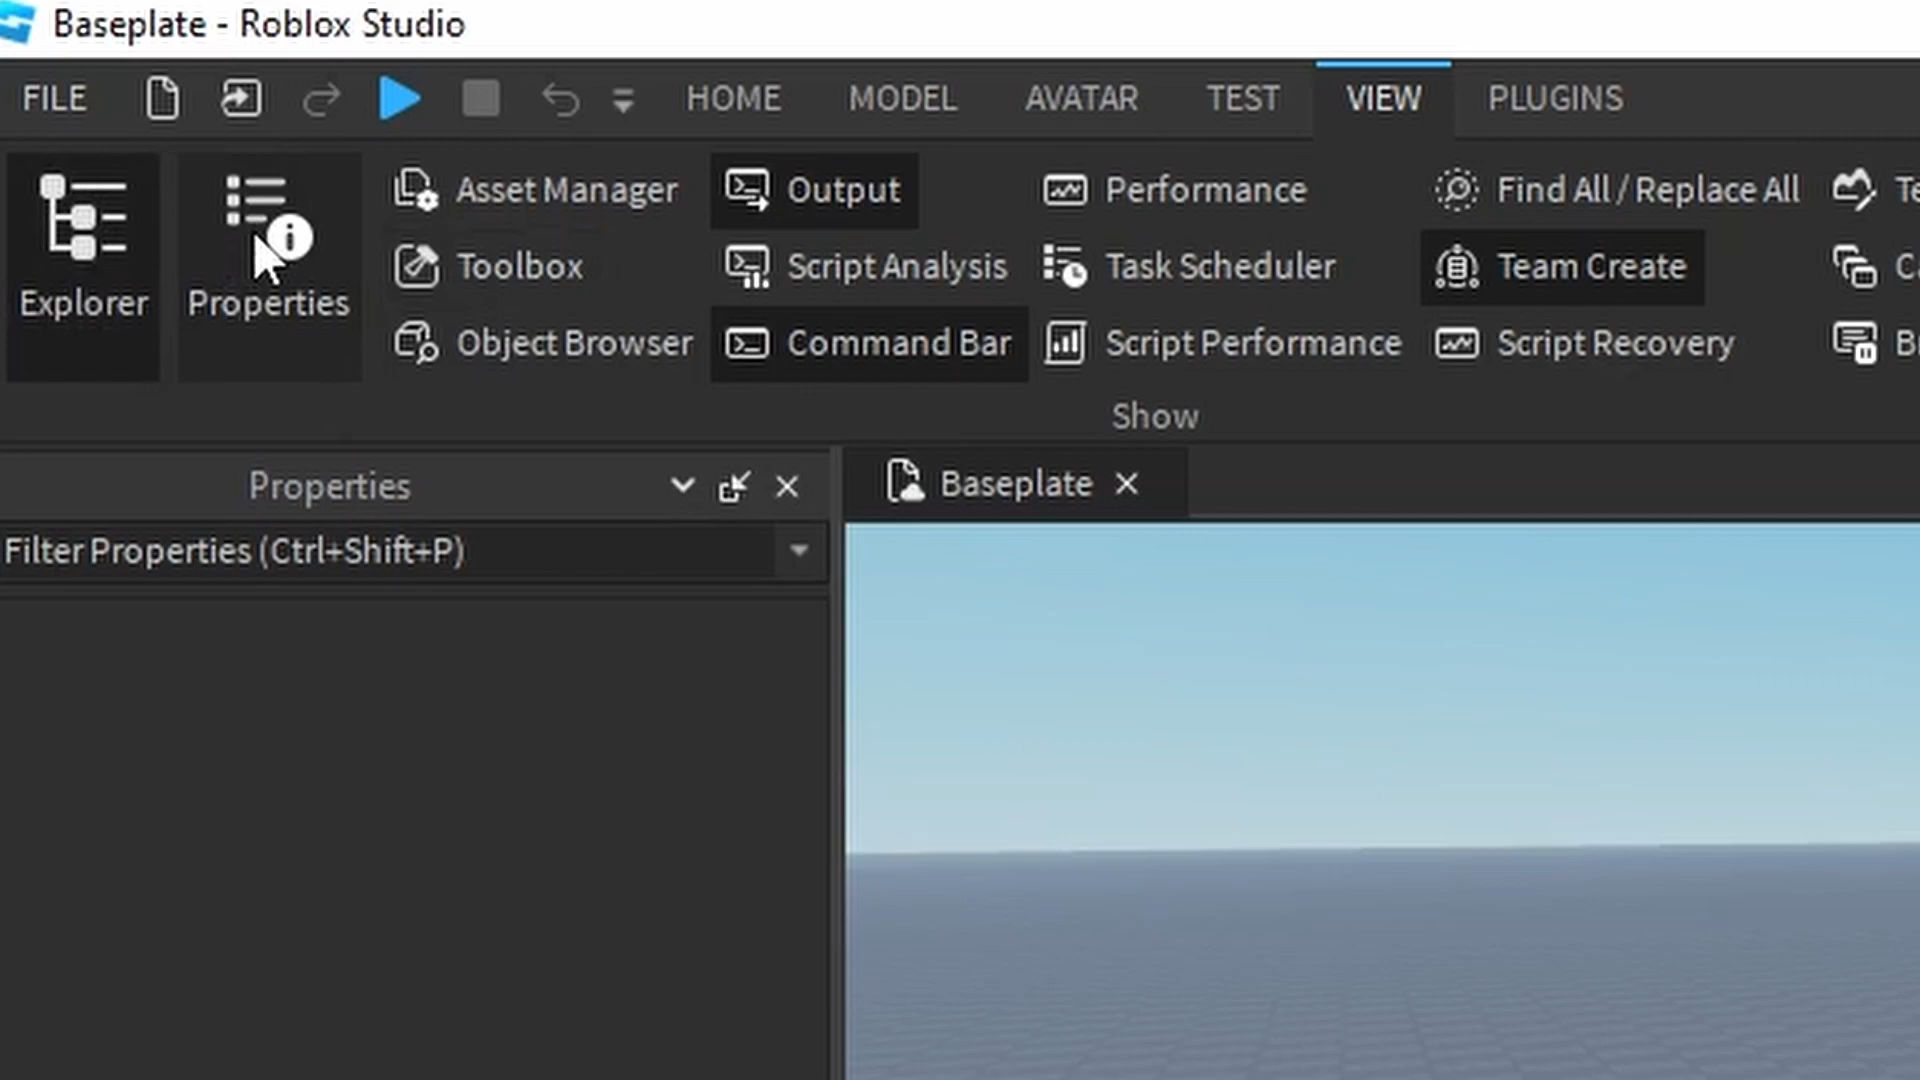 Baseplate - Roblox Studio
FILE HOME MODEL AVATAR TEST VIEW PLUGINS
Explorer
Properties
Asset Manager
Toolbox
Object Browser
Output
Script Analysis
Command Bar
Performance
Task Scheduler
Script Performance
Find All / Replace All
Team Create
Script Recovery
Show
Properties
Baseplate
Filter Properties (Ctrl+Shift+P)